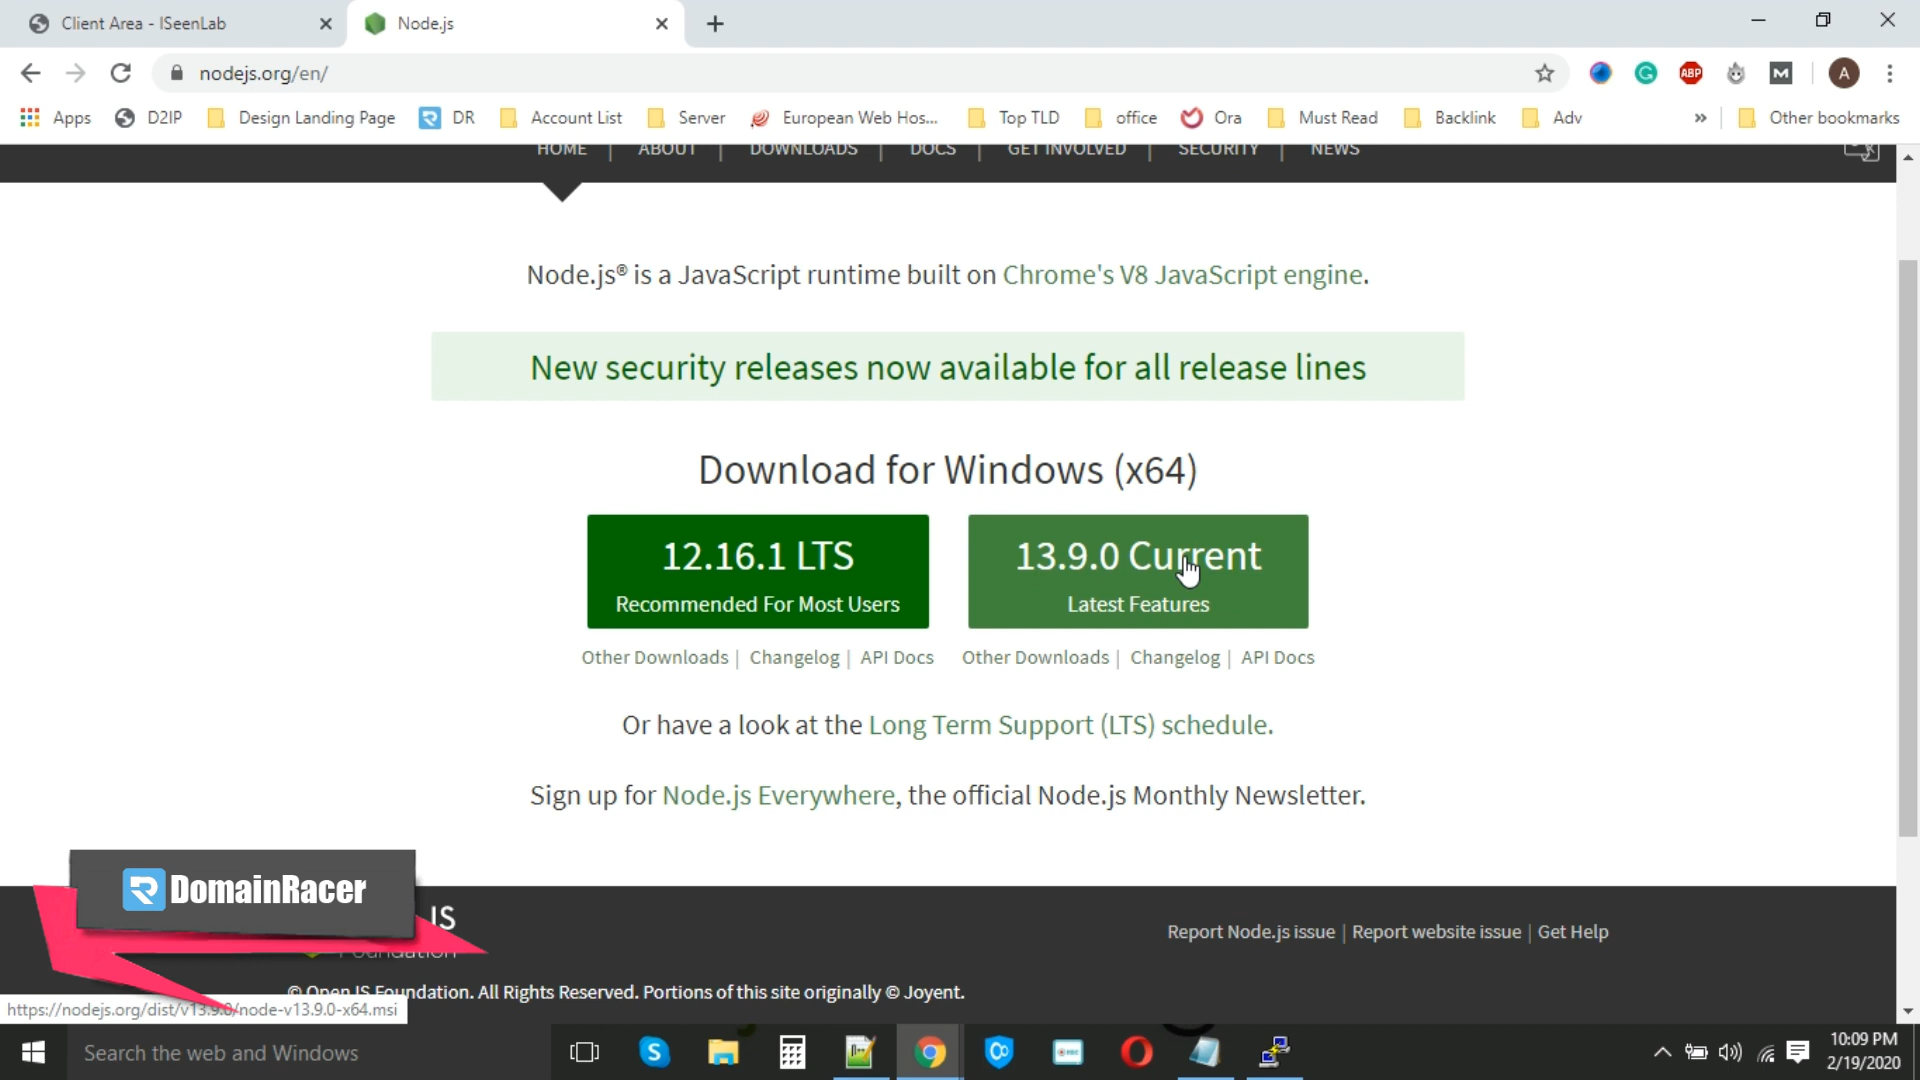 Client Area - ISeenLab
Node.js
nodejs.org/en/
ABP
A
Apps
D2IP
Design Landing Page
DR
Account List
Server
European Web Hos...
Top TLD
office
Ora
Must Read
Backlink
Adv
»
Other bookmarks
HOME | ABOUT | DOWNLOADS | DOCS | GET INVOLVED | SECURITY | NEWS
Node.js® is a JavaScript runtime built on Chrome's V8 JavaScript engine.
New security releases now available for all release lines
Download for Windows (x64)
12.16.1 LTS
Recommended For Most Users
13.9.0 Current
Latest Features
Other Downloads | Changelog | API Docs
Other Downloads | Changelog | API Docs
Or have a look at the Long Term Support (LTS) schedule.
Sign up for Node.js Everywhere, the official Node.js Monthly Newsletter.
DomainRacer
JS
Foundation
Report Node.js issue | Report website issue | Get Help
© OpenJS Foundation. All Rights Reserved. Portions of this site originally © Joyent.
https://nodejs.org/dist/v13.9.0/node-v13.9.0-x64.msi
Search the web and Windows
10:09 PM
2/19/2020